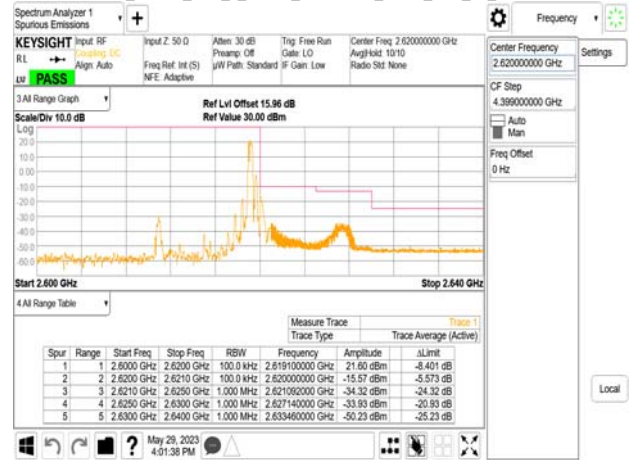 Spectrum Analyzer 1
Spurious Emissions
Frequency
KEYSIGHT Input: RF Input Z: 50 Ω Atten: 30 dB Trig: Free Run Center Freq: 2.620000000 GHz
RL Coupling: DC Preamp: Off Gate: LO Avg|Hold: 10/10
Align: Auto Freq Ref: Int (S) µW Path: Standard IF Gain: Low Radio Std: None
NFE: Adaptive
PASS
Center Frequency
2.620000000 GHz
Settings
CF Step
4.399000000 GHz
Auto
Man
Freq Offset
0 Hz
3 All Range Graph
Ref Lvl Offset 15.96 dB
Scale/Div 10.0 dB Ref Value 30.00 dBm
Log
20.0
10.0
0.00
-10.0
-20.0
-30.0
-40.0
-50.0
-60.0
Start 2.600 GHz Stop 2.640 GHz
4 All Range Table
Measure Trace Trace 1
Trace Type Trace Average (Active)
Spur Range Start Freq Stop Freq RBW Frequency Amplitude ΔLimit
1 1 2.6000 GHz 2.6200 GHz 100.0 kHz 2.619100000 GHz 21.60 dBm -8.401 dB
2 2 2.6200 GHz 2.6210 GHz 100.0 kHz 2.620000000 GHz -15.57 dBm -5.573 dB
3 3 2.6210 GHz 2.6250 GHz 1.000 MHz 2.621092000 GHz -34.32 dBm -24.32 dB
4 4 2.6250 GHz 2.6300 GHz 1.000 MHz 2.627140000 GHz -33.93 dBm -20.93 dB
5 5 2.6300 GHz 2.6400 GHz 1.000 MHz 2.633460000 GHz -50.23 dBm -25.23 dB
Local
May 29, 2023
4:01:38 PM